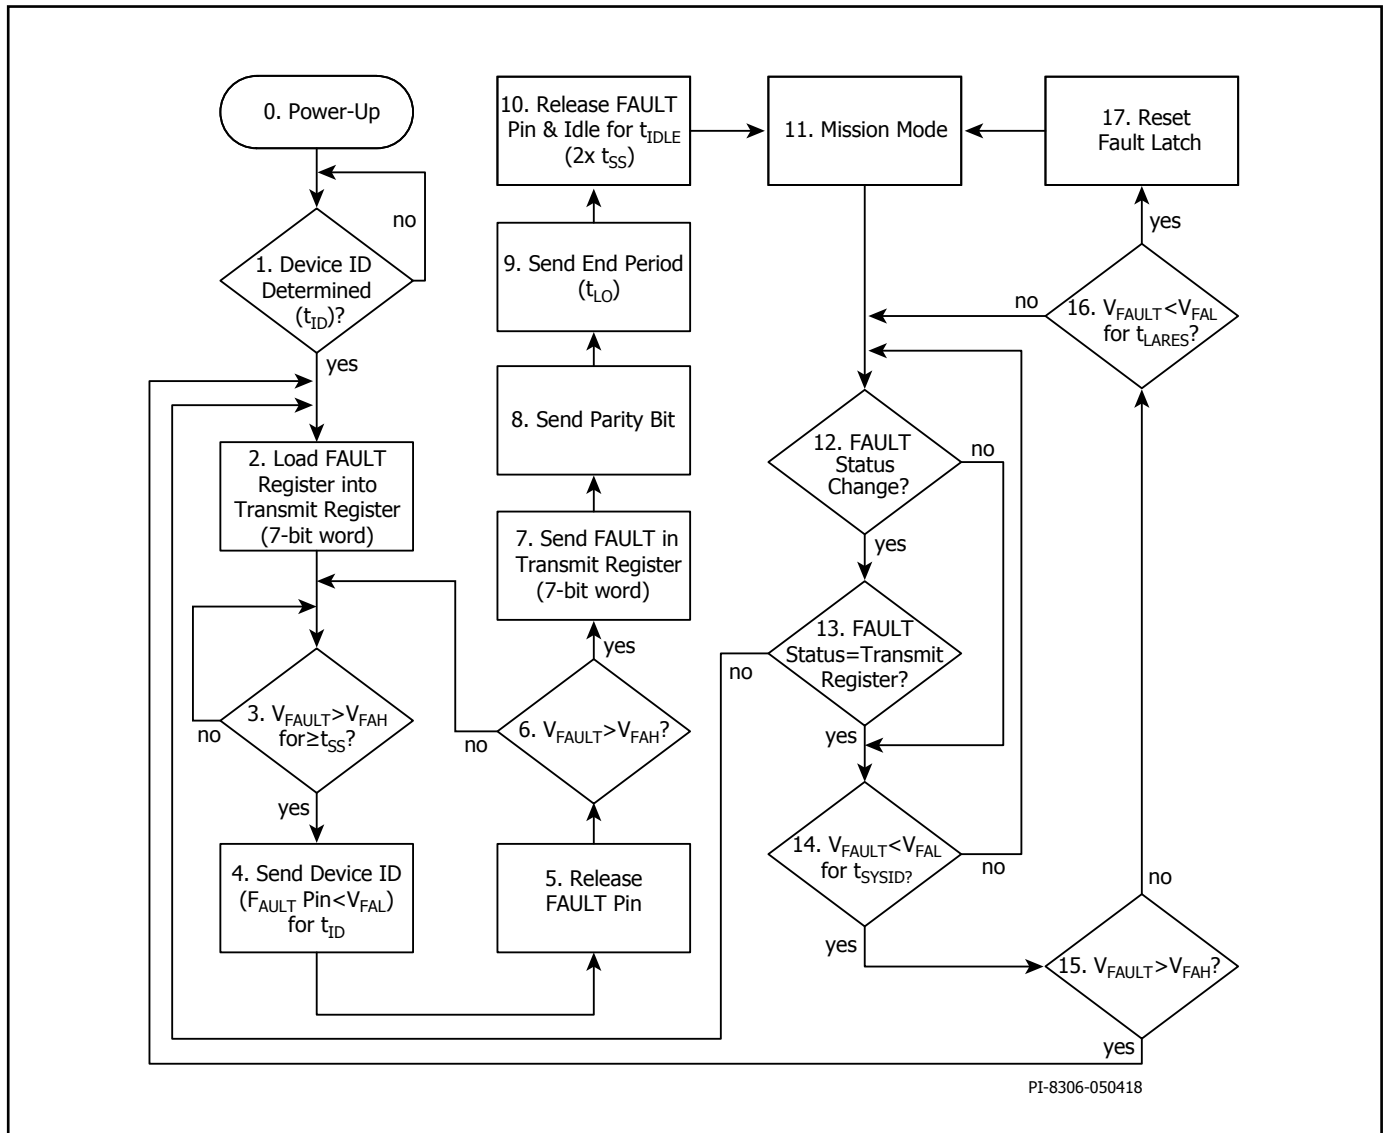 0. Power-Up
no
1. Device ID
Determined
(tID)?
yes
2. Load FAULT
Register into
Transmit Register
(7-bit word)
3. VFAULT>VFAH
for≥tSS?
no
yes
4. Send Device ID
(FAULT Pin<VFAL)
for tID
5. Release
FAULT Pin
6. VFAULT>VFAH?
no
yes
7. Send FAULT in
Transmit Register
(7-bit word)
8. Send Parity Bit
9. Send End Period
(tLO)
10. Release FAULT
Pin & Idle for tIDLE
(2x tSS)
11. Mission Mode
12. FAULT
Status
Change?
no
yes
13. FAULT
Status=Transmit
Register?
no
yes
14. VFAULT<VFAL
for tSYSID?
no
yes
15. VFAULT>VFAH?
no
yes
16. VFAULT<VFAL
for tLARES?
no
yes
17. Reset
Fault Latch
PI-8306-050418